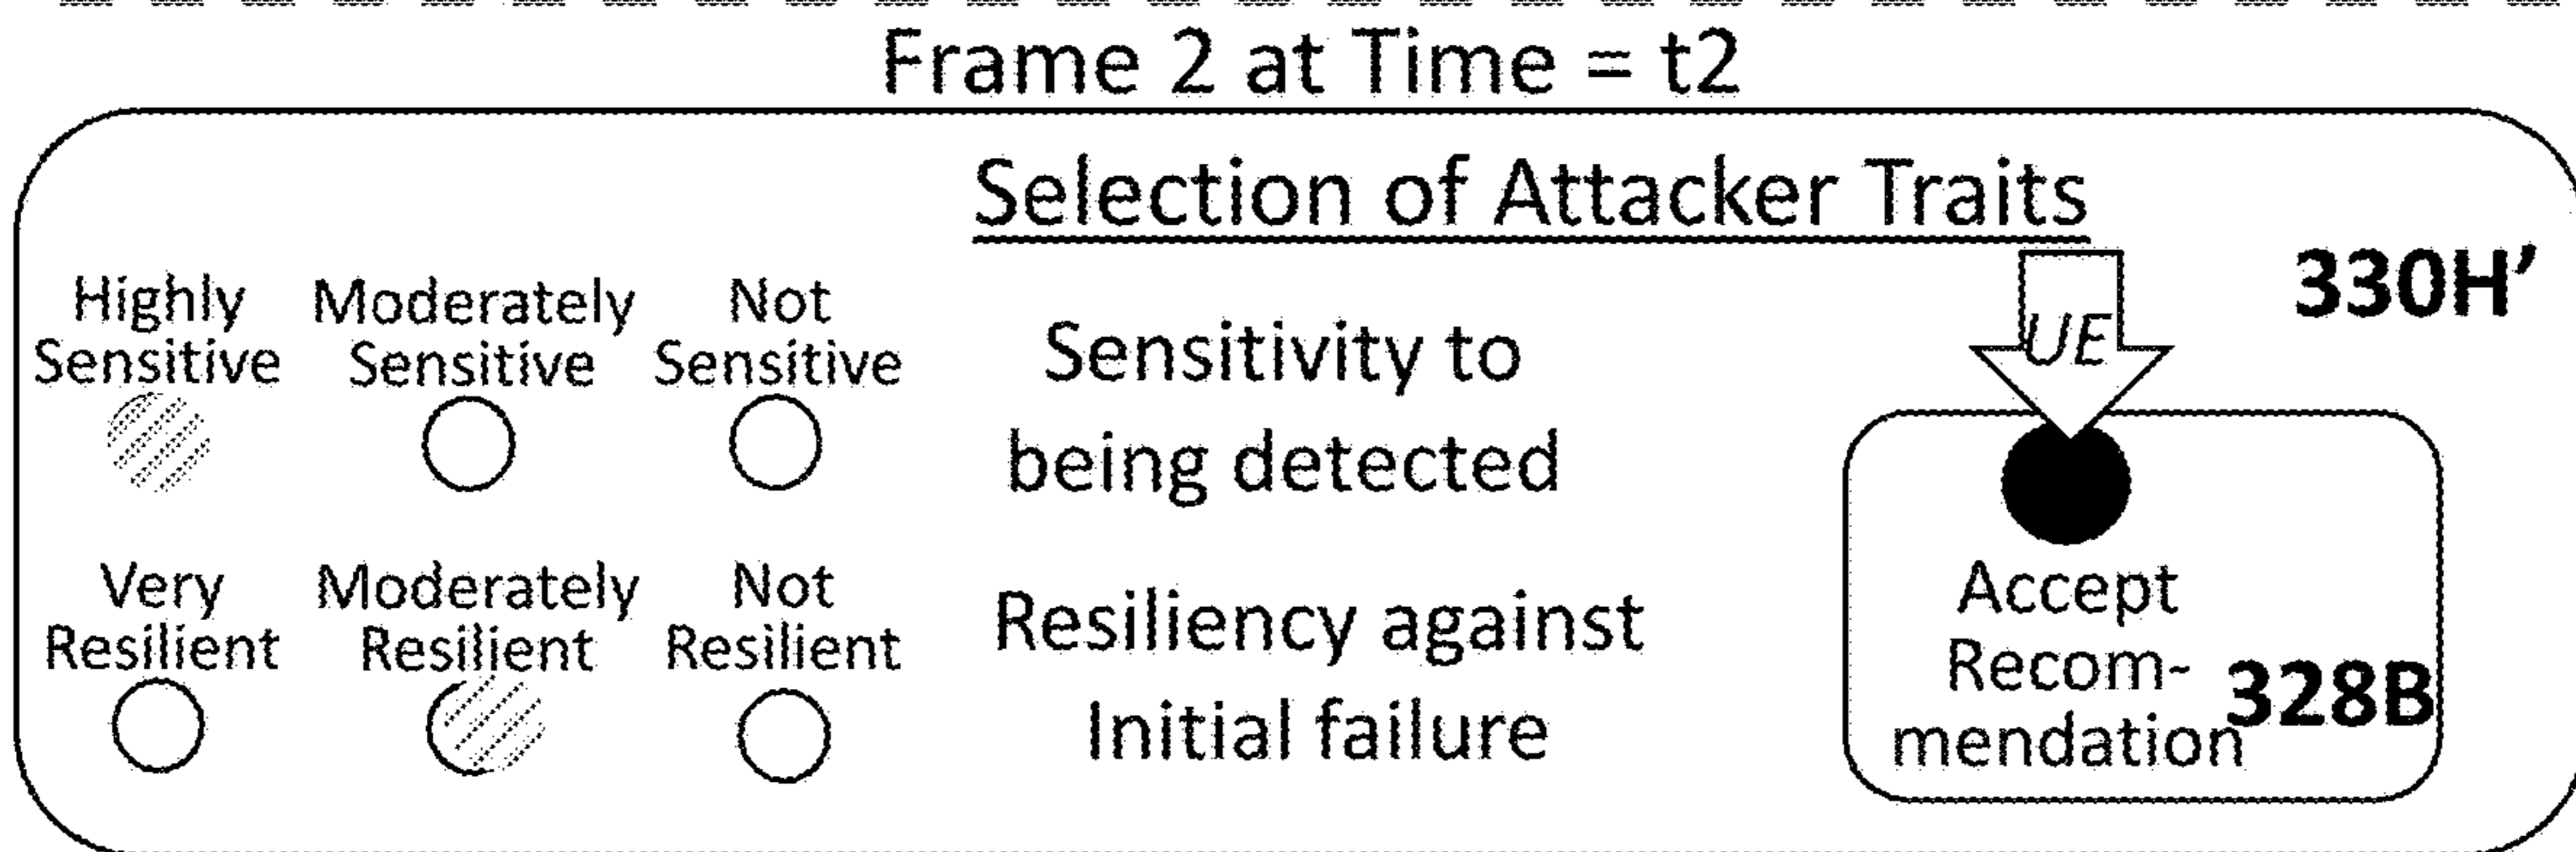 Frame 2 at Time = t2
Selection of Attacker Traits
330H’
UE
Highly Moderately Not
Sensitive Sensitive Sensitive
Sensitivity to
being detected
Very Moderately Not
Resilient Resilient Resilient
Resiliency against
Initial failure
Accept
Recom-
mendation
328B